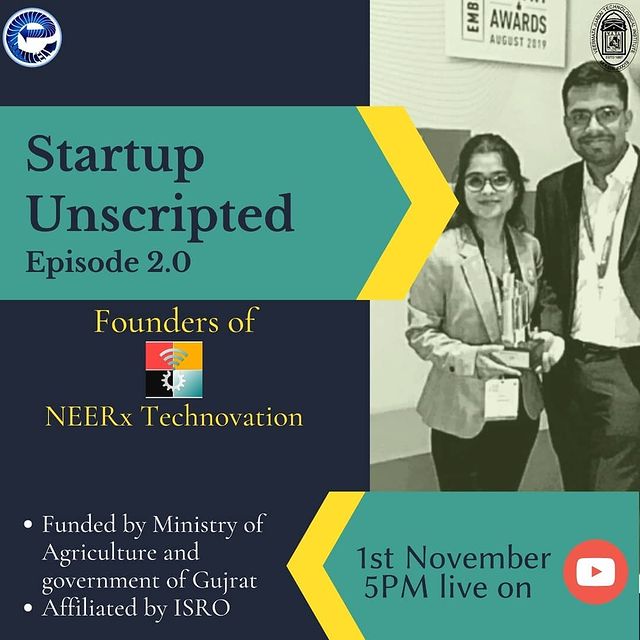 EMB
& AWARDS
AUGUST 2019
Startup
Unscripted
Episode 2.0
Founders of
NEERx Technovation
Funded by Ministry of
Agriculture and
government of Gujrat
Affiliated by ISRO
1st November
5PM live on